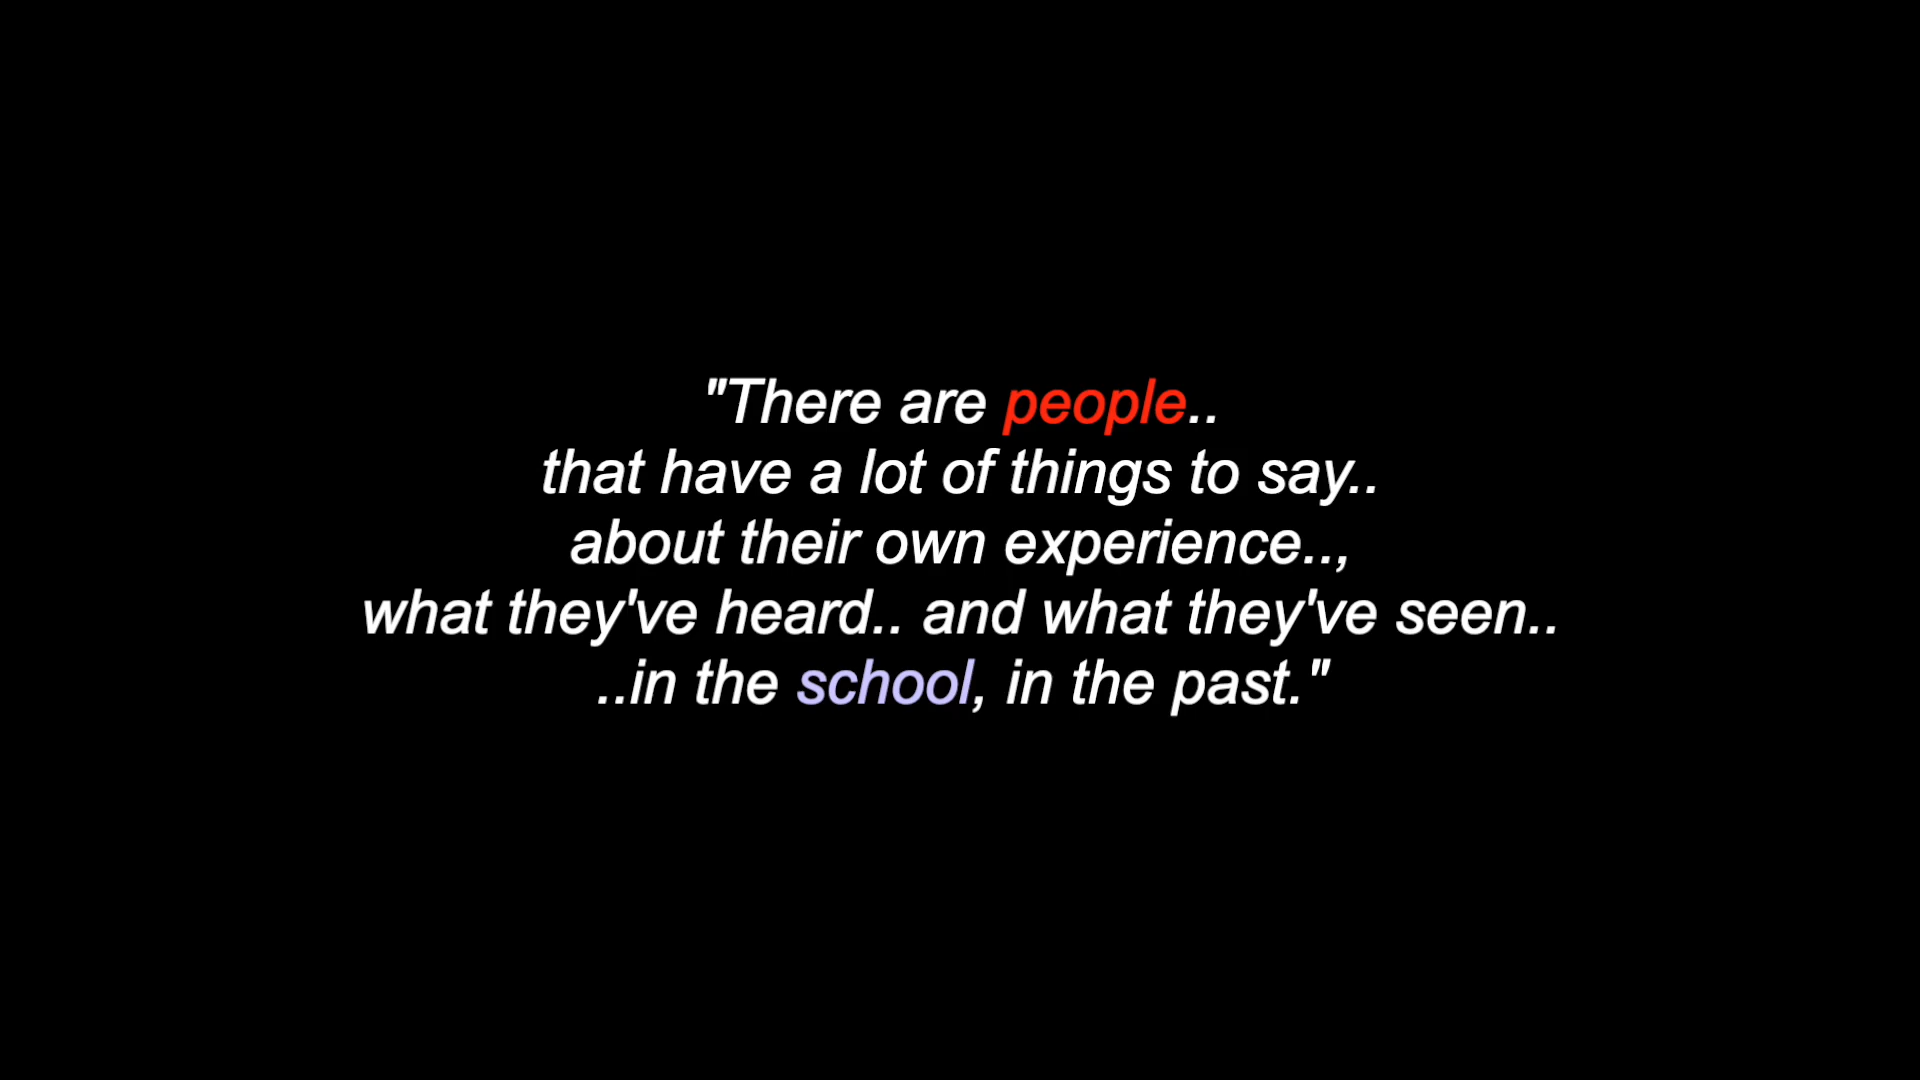 "There are people..
that have a lot of things to say..
about their own experience..,
what they've heard.. and what they've seen..
..in the school, in the past."